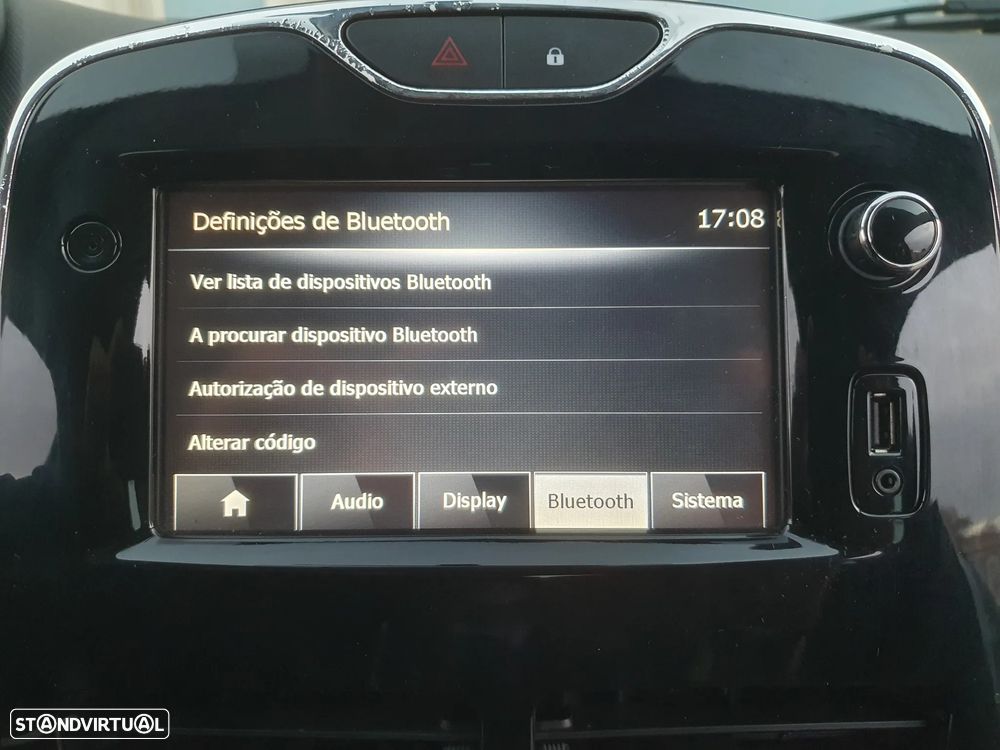 Definições de Bluetooth 17:08
Ver lista de dispositivos Bluetooth
A procurar dispositivo Bluetooth
Autorização de dispositivo externo
Alterar código
Audio Display Bluetooth Sistema
STANDVIRTUAL